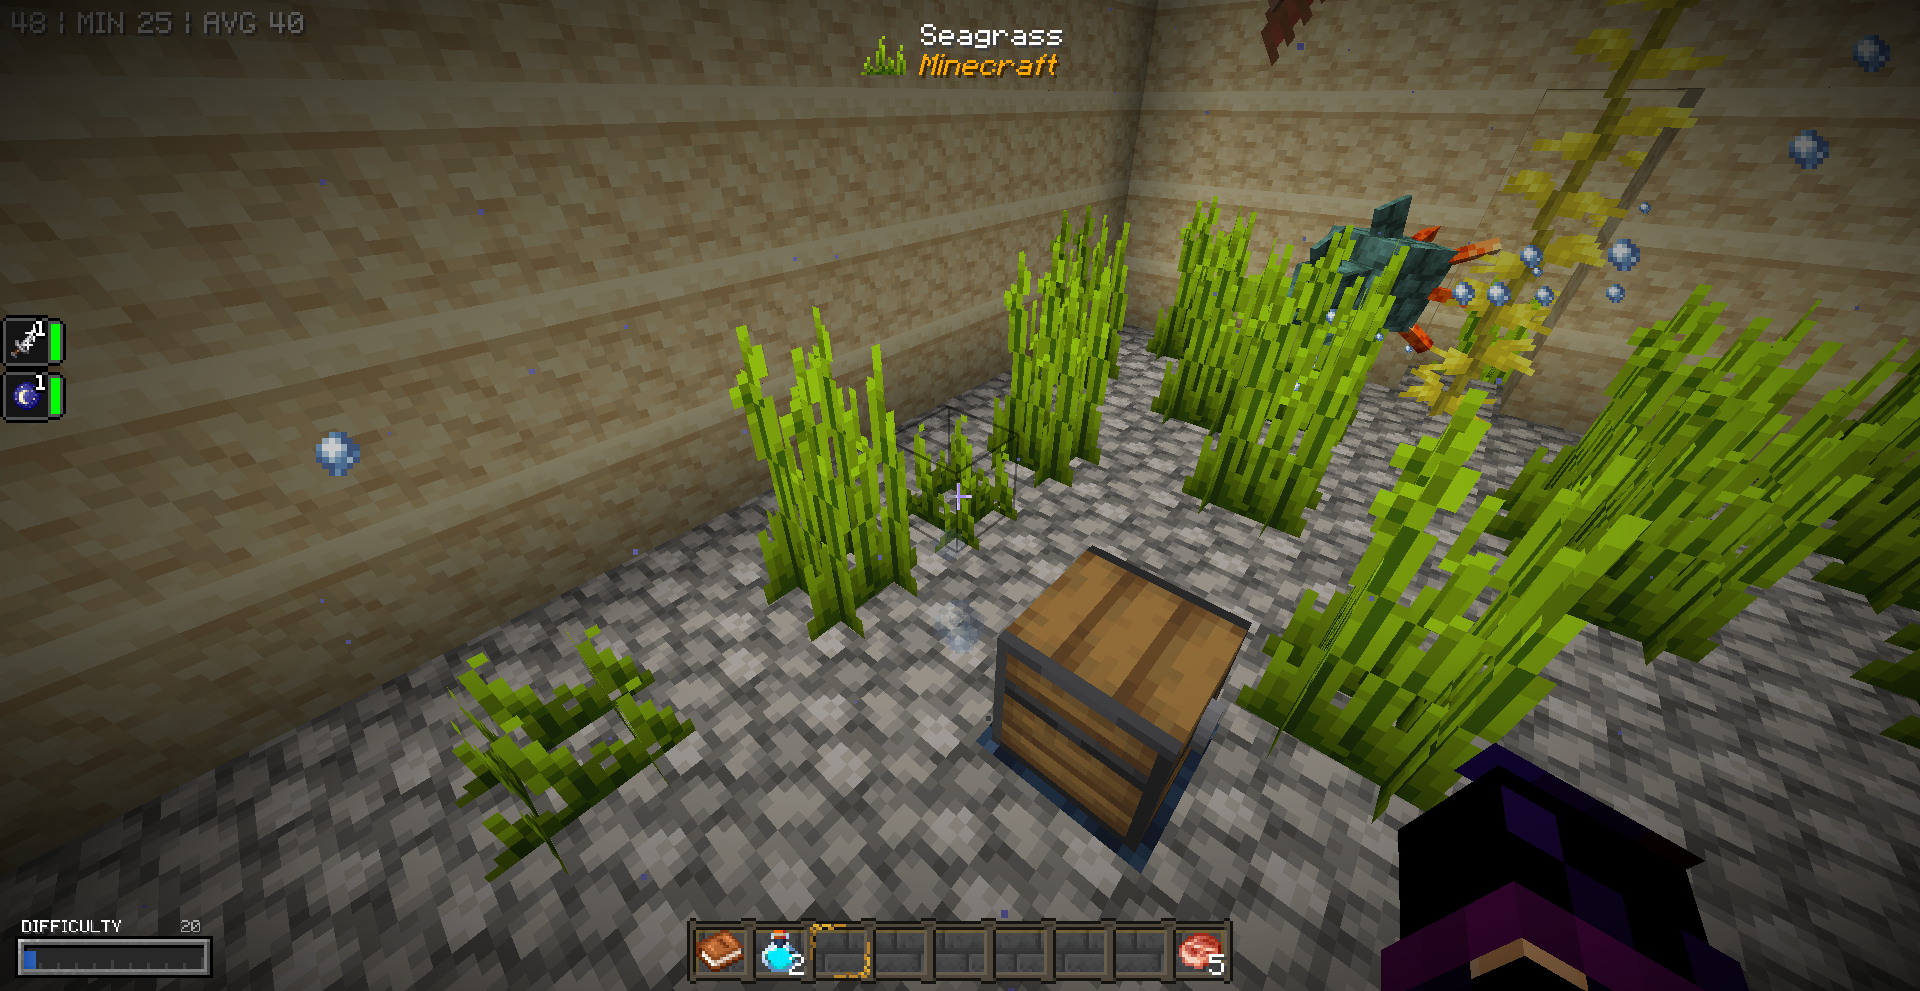 48 | MIN 25 | AVG 40
Seagrass
Minecraft
1
1
DIFFICULTY 20
2
5